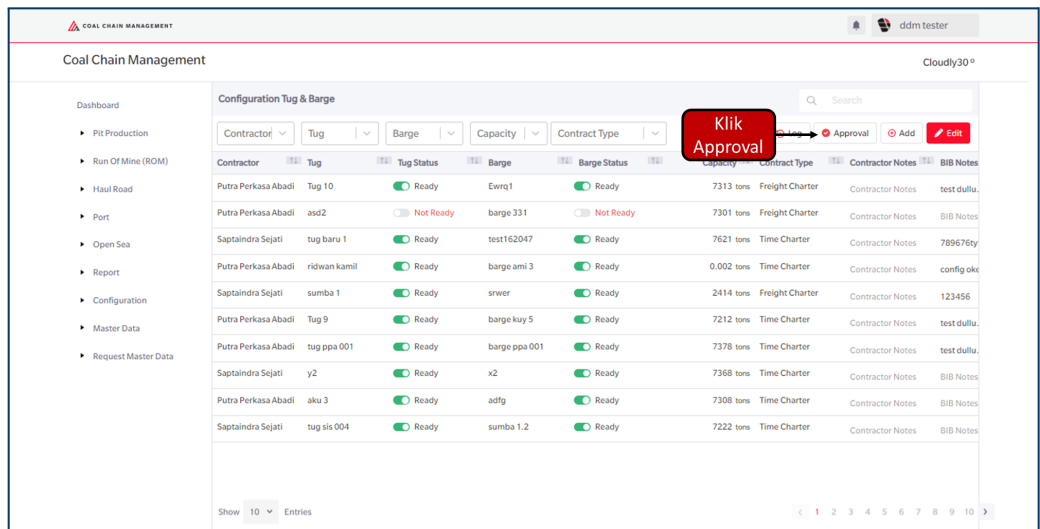 COAL CHAIN MANAGEMENT
ddm tester
Coal Chain Management
Cloudly30 º
Dashboard
Pit Production
Run Of Mine (ROM)
Haul Road
Port
Open Sea
Report
Configuration
Master Data
Request Master Data
Configuration Tug & Barge
Search
Contractor Tug Barge Capacity Contract Type
Klik
Approval
Log Approval Add Edit
Contractor Tug Tug Status Barge Barge Status Capacity Contract Type Contractor Notes BIB Notes
Putra Perkasa Abadi Tug 10 Ready Ewrq1 Ready 7313 tons Freight Charter Contractor Notes test dullu.
Putra Perkasa Abadi asd2 Not Ready barge 331 Not Ready 7301 tons Freight Charter Contractor Notes BIB Notes
Saptaindra Sejati tug baru 1 Ready test162047 Ready 7621 tons Time Charter Contractor Notes 789676ty
Putra Perkasa Abadi ridwan kamil Ready barge ami 3 Ready 0.002 tons Time Charter Contractor Notes config oke
Saptaindra Sejati sumba 1 Ready srwer Ready 2414 tons Freight Charter Contractor Notes 123456
Putra Perkasa Abadi Tug 9 Ready barge kuy 5 Ready 7212 tons Time Charter Contractor Notes test dullu.
Putra Perkasa Abadi tug ppa 001 Ready barge ppa 001 Ready 7378 tons Time Charter Contractor Notes test dullu.
Saptaindra Sejati y2 Ready x2 Ready 7368 tons Time Charter Contractor Notes BIB Notes
Putra Perkasa Abadi aku 3 Ready adfg Ready 7308 tons Time Charter Contractor Notes BIB Notes
Saptaindra Sejati tug sis 004 Ready sumba 1.2 Ready 7222 tons Time Charter Contractor Notes BIB Notes
Show 10 Entries
< 1 2 3 4 5 6 7 8 9 10 >